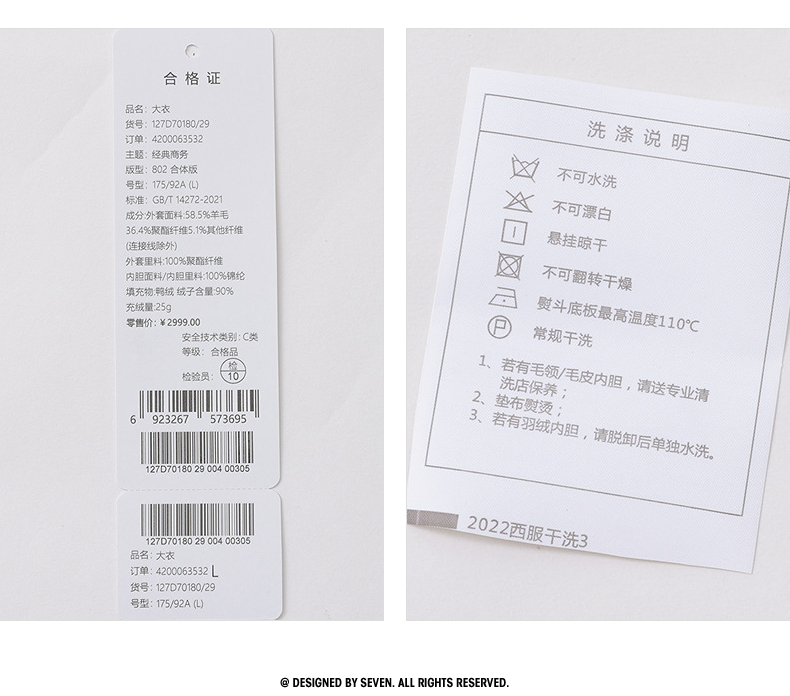 合格证
品名：大衣
货号：127D70180/29
订单：4200063532
主题：经典商务
版型：802 合体版
号型：175/92A (L)
标准：GB/T 14272-2021
成分:外套面料:58.5%羊毛
36.4%聚酯纤维5.1%其他纤维
(连接线除外)
外套里料:100%聚酯纤维
内胆面料/内胆里料:100%锦纶
填充物:鸭绒 绒子含量:90%
充绒量:25g
零售价：¥2999.00
安全技术类别：C类
等级：合格品
检验员：检
10
6 923267 573695
127D70180 29 004 00305
127D70180 29 004 00305
品名：大衣
订单：4200063532 L
货号：127D70180/29
号型：175/92A (L)
洗涤说明
不可水洗
不可漂白
悬挂晾干
不可翻转干燥
熨斗底板最高温度110℃
P 常规干洗
1、若有毛领/毛皮内胆，请送专业清
洗店保养；
2、垫布熨烫；
3、若有羽绒内胆，请脱卸后单独水洗。
2022西服干洗3
@ DESIGNED BY SEVEN. ALL RIGHTS RESERVED.